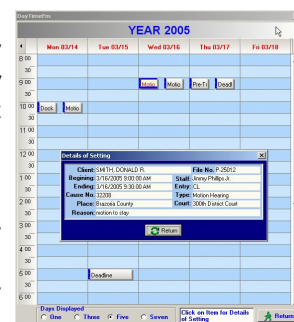 DayTimeFrm
YEAR 2005
Mon 03/14 Tue 03/15 Wed 03/16 Thu 03/17 Fri 03/18
8 00
30
9 00 Motio Motio Pre-Tr Deadl
30
10 00 Dock Motio
30
11 00
30
12 00
30
1 00
30
2 00
30
3 00
30
4 00
30
5 00 Deadline
30
6 00
Details of Setting
Client: SMITH, DONALD R. File No: P-25012
Begining: 3/16/2005 9:00:00 AM Staff: Jimmy Phillips Jr.
Ending: 3/16/2005 9:30:00 AM Entry: CL
Cause No: 32208 Type: Motion Hearing
Place: Brazoria County Court: 300th District Court
Reason: motion to stay
Return
Days Displayed
One Three Five Seven
Click on Item for Details of Setting
Return